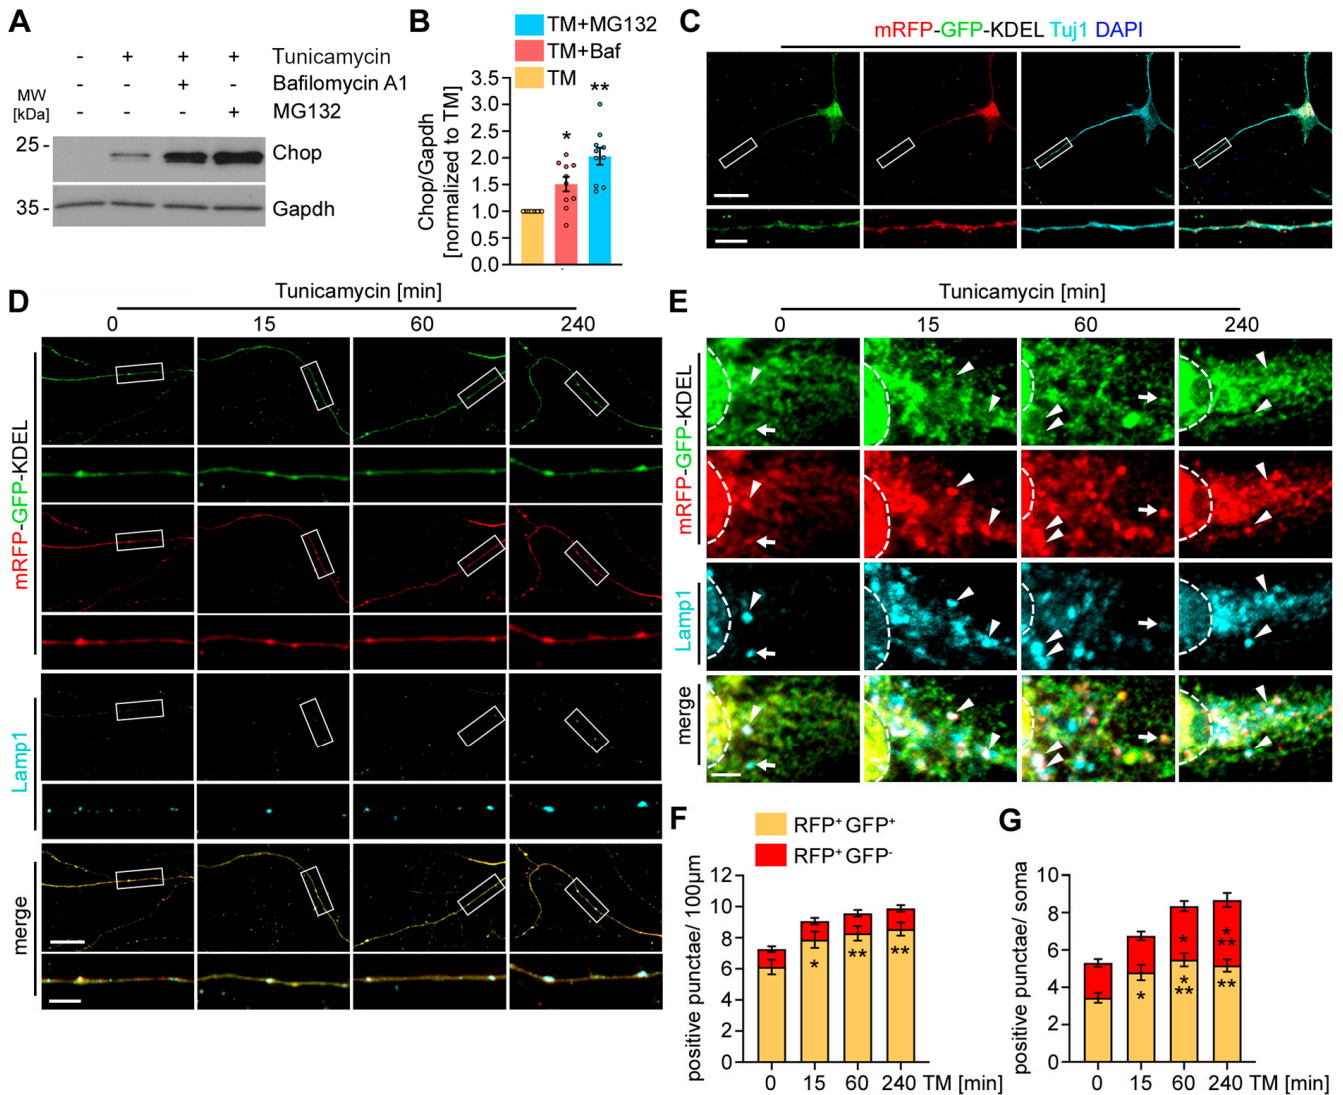 A
- + + + Tunicamycin
- - + - Bafilomycin A1
- - - + MG132
MW
[kDa]
25 - Chop
35 - Gapdh
B
TM+MG132
TM+Baf
TM
Chop/Gapdh
[normalized to TM]
3.5
3.0
2.5
2.0
1.5
1.0
0.5
0.0
*
**
C
mRFP-GFP-KDEL Tuj1 DAPI
D
Tunicamycin [min]
0 15 60 240
mRFP-GFP-KDEL
Lamp1
merge
E
Tunicamycin [min]
0 15 60 240
mRFP-GFP-KDEL
Lamp1
merge
F
RFP⁺ GFP⁺
RFP⁺ GFP⁻
positive punctae/ 100µm
12
10
8
6
4
2
0
* ** **
0 15 60 240 TM [min]
G
positive punctae/ soma
10
8
6
4
2
0
* *
**
* * ** **
0 15 60 240 TM [min]